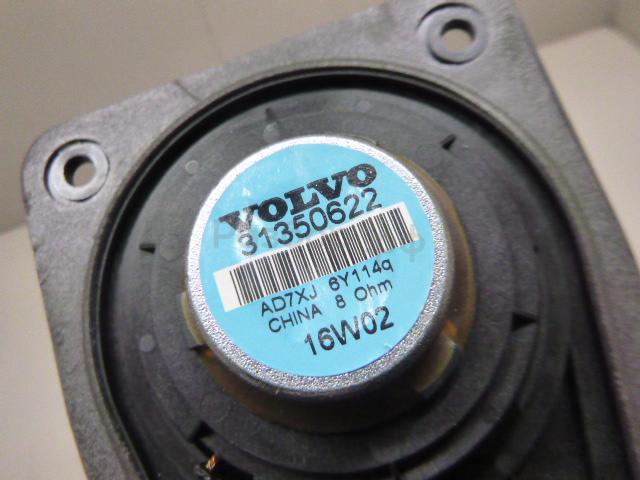 VOLVO
31350622
AD7XJ 6Y114q
CHINA 8 Ohm
16W02